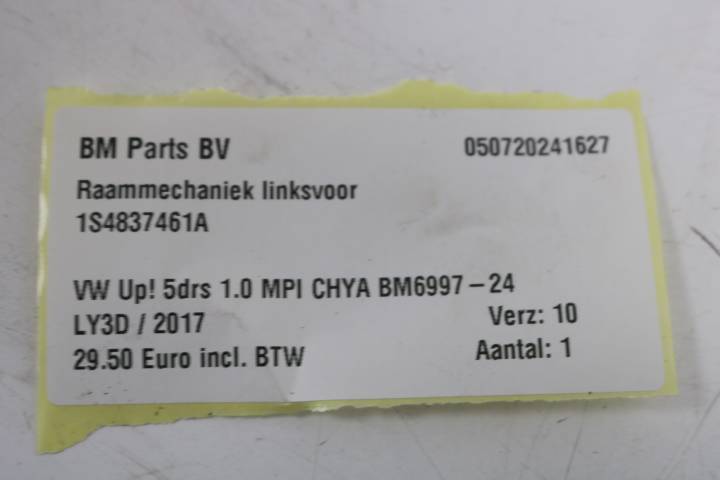 BM Parts BV 050720241627
Raammechaniek linksvoor
1S4837461A
VW Up! 5drs 1.0 MPI CHYA BM6997-24
LY3D / 2017 Verz: 10
29.50 Euro incl. BTW Aantal: 1